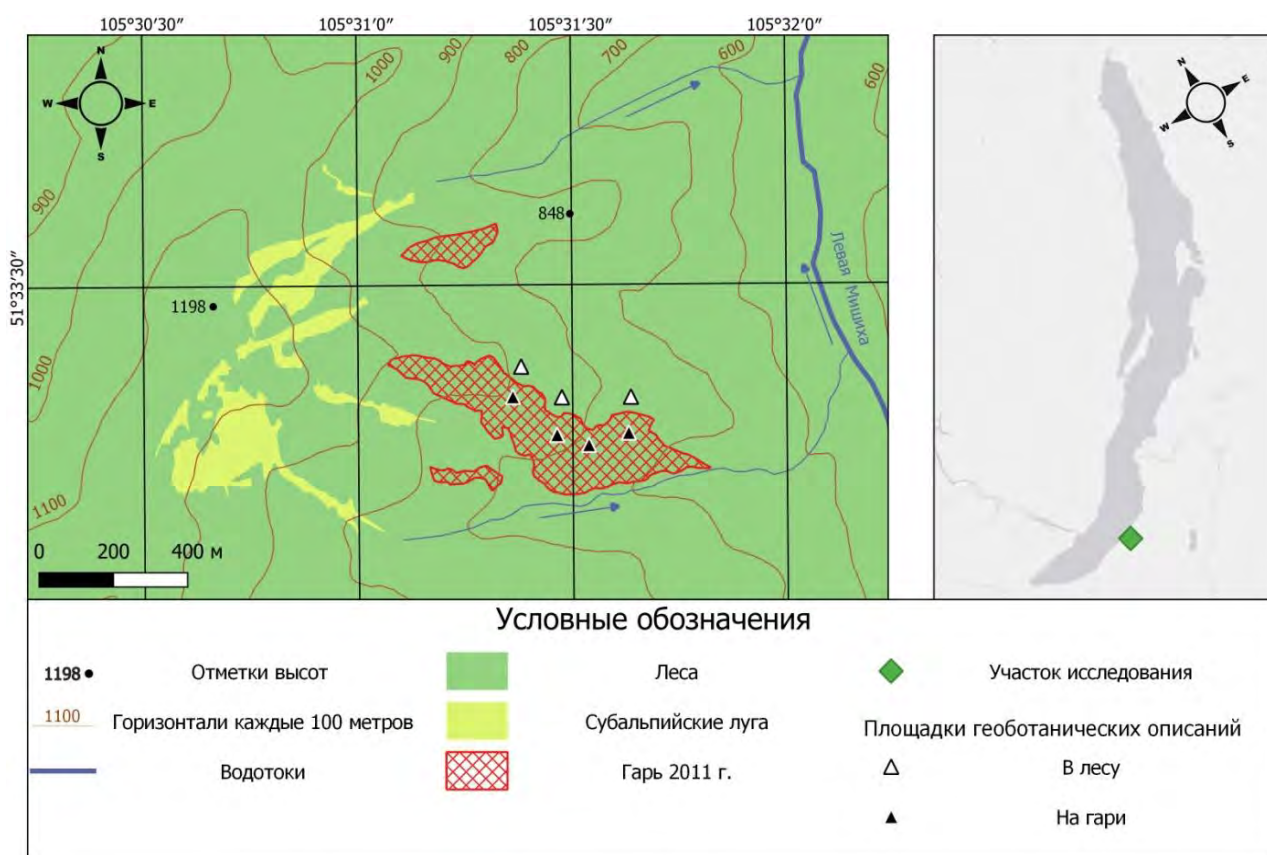 105°30'30" 105°31'0" 105°31'30" 105°32'0"
51°33'30"
N
W E
S
N
W E
S
1000
900
800
700
600
600
900
1000
1100
848
1198
Левая Мишиха
0 200 400 м
Условные обозначения
1198 Отметки высот
1100 Горизонтали каждые 100 метров
Водотоки
Леса
Субальпийские луга
Гарь 2011 г.
Участок исследования
Площадки геоботанических описаний
В лесу
На гари